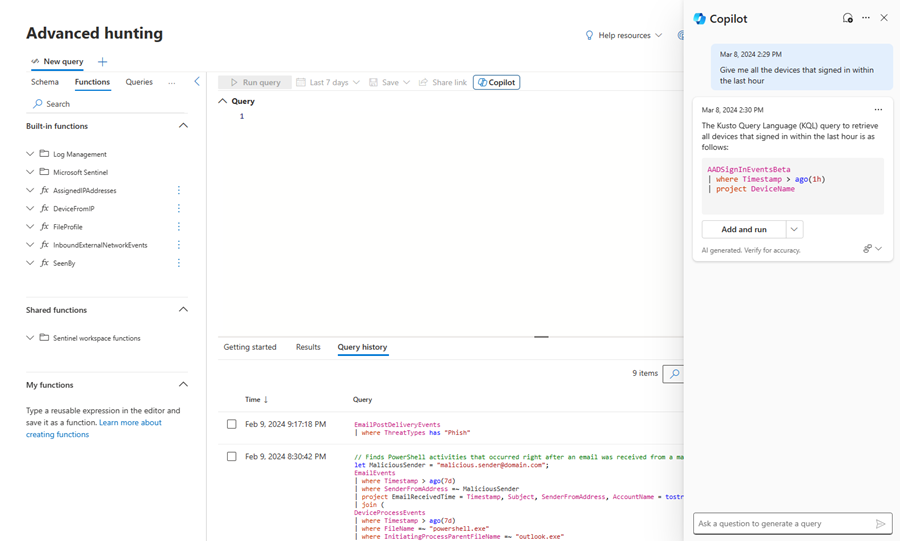 Advanced hunting
Help resources
New query
Schema
Functions
Queries
...
Search
Built-in functions
Log Management
Microsoft Sentinel
fx AssignedIPAddresses
fx DeviceFromIP
fx FileProfile
fx InboundExternalNetworkEvents
fx SeenBy
Shared functions
Sentinel workspace functions
My functions
Type a reusable expression in the editor and
save it as a function. Learn more about
creating functions
Run query
Last 7 days
Save
Share link
Copilot
Query
1
Getting started
Results
Query history
9 items
Time ↓
Query
Feb 9, 2024 9:17:18 PM
EmailPostDeliveryEvents
| where ThreatTypes has "Phish"
Feb 9, 2024 8:30:42 PM
// Finds PowerShell activities that occurred right after an email was received from a ma
let MaliciousSender = "malicious.sender@domain.com";
EmailEvents
| where Timestamp > ago(7d)
| where SenderFromAddress =~ MaliciousSender
| project EmailReceivedTime = Timestamp, Subject, SenderFromAddress, AccountName = tostr
| join (
DeviceProcessEvents
| where Timestamp > ago(7d)
| where FileName =~ "powershell.exe"
| where InitiatingProcessParentFileName =~ "outlook.exe"
Copilot
...
Mar 8, 2024 2:29 PM
Give me all the devices that signed in within
the last hour
Mar 8, 2024 2:30 PM
...
The Kusto Query Language (KQL) query to retrieve
all devices that signed in within the last hour is as
follows:
AADSignInEventsBeta
| where Timestamp > ago(1h)
| project DeviceName
Add and run
AI generated. Verify for accuracy.
Ask a question to generate a query